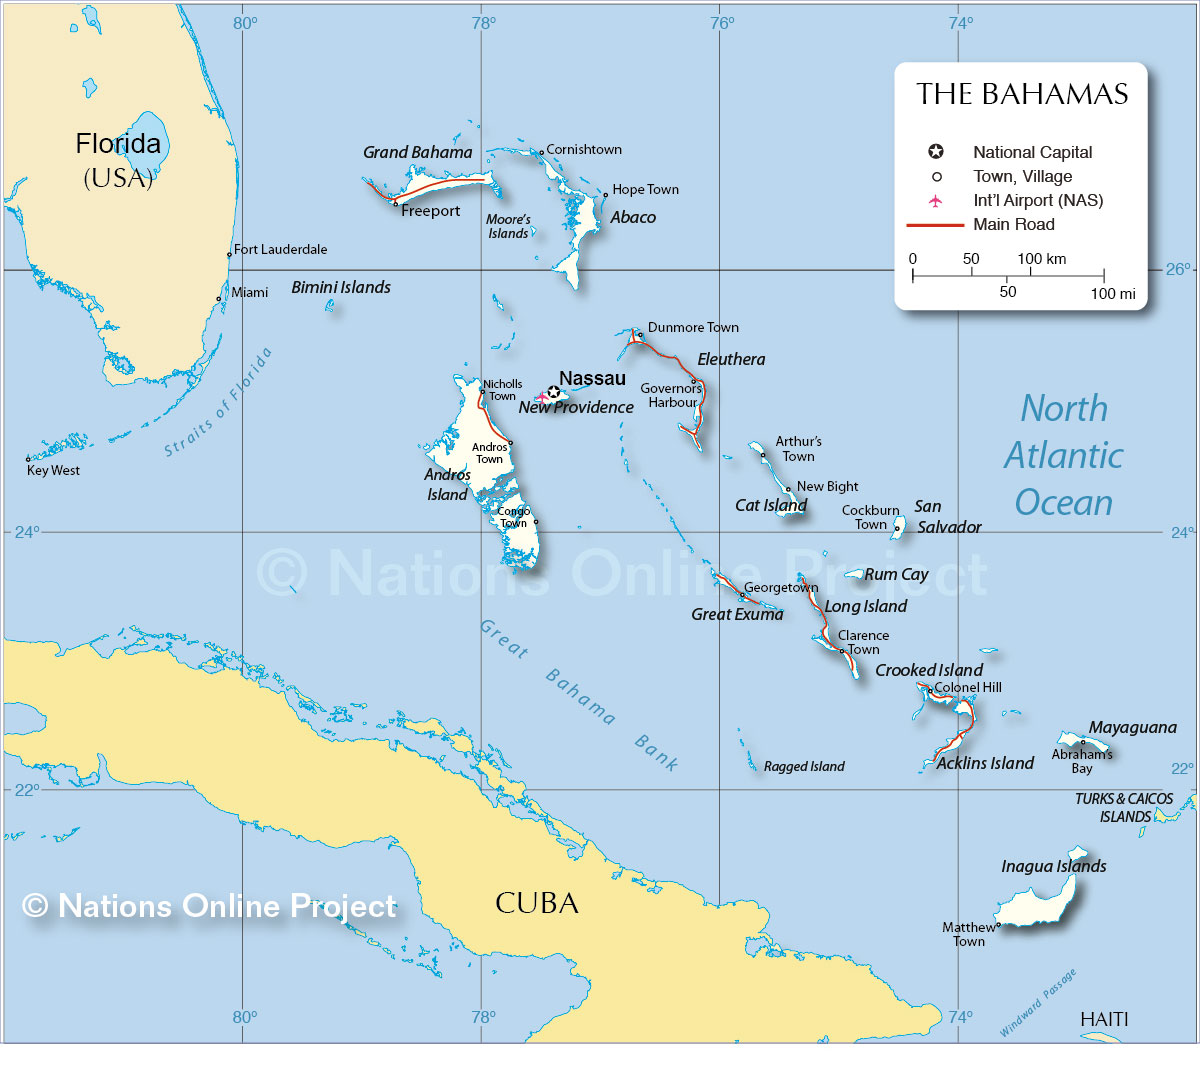 80°
78°
76°
74°
THE BAHAMAS
National Capital
Town, Village
Int'l Airport (NAS)
Main Road
0 50 100 km
50 100 mi
Florida
(USA)
Grand Bahama
Cornishtown
Hope Town
Abaco
Freeport
Moore's
Islands
Fort Lauderdale
26°
Miami
Bimini Islands
Straits of Florida
Dunmore Town
Eleuthera
Nassau
New Providence
Nicholls
Town
Governors
Harbour
North
Atlantic
Ocean
Key West
Andros
Town
Andros
Island
Arthur's
Town
New Bight
Cat Island
Congo
Town
Cockburn
Town
San
Salvador
24°
24°
© Nations Online Project
Rum Cay
Georgetown
Great Exuma
Long Island
Clarence
Town
Great Bahama Bank
Crooked Island
Colonel Hill
Mayaguana
Abraham's
Bay
Acklins Island
Ragged Island
22°
22°
TURKS & CAICOS
ISLANDS
Inagua Islands
© Nations Online Project
CUBA
Matthew
Town
Windward Passage
HAITI
80°
78°
74°